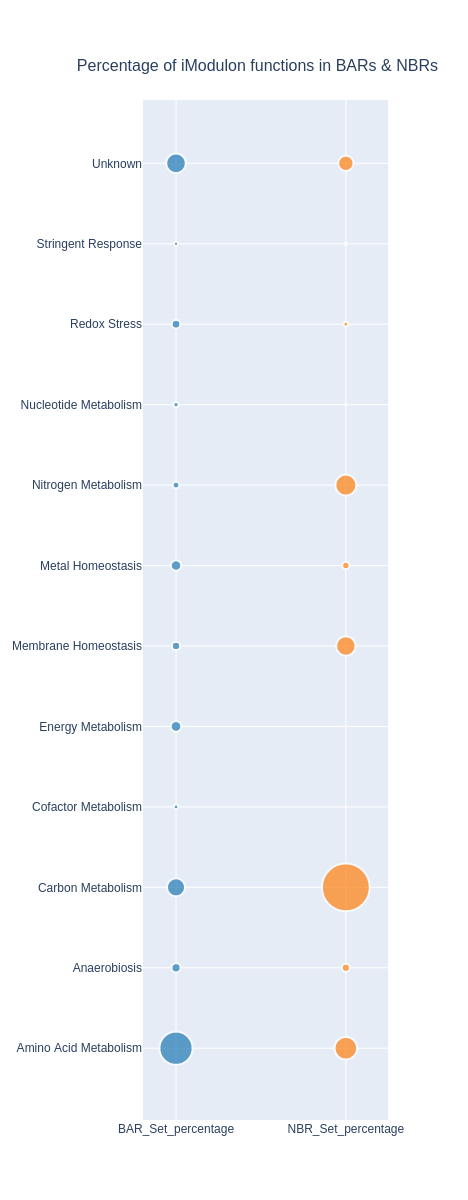 Percentage of iModulon functions in BARs & NBRs
Unknown
Stringent Response
Redox Stress
Nucleotide Metabolism
Nitrogen Metabolism
Metal Homeostasis
Membrane Homeostasis
Energy Metabolism
Cofactor Metabolism
Carbon Metabolism
Anaerobiosis
Amino Acid Metabolism
BAR_Set_percentage NBR_Set_percentage